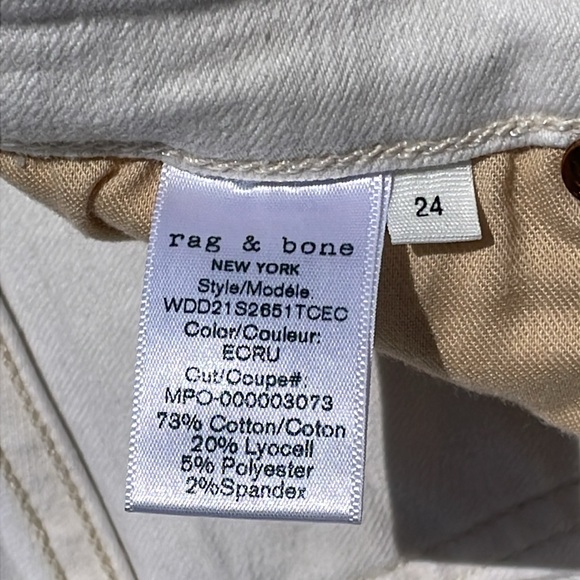 rag & bone
NEW YORK
Style/Modéle
WDD21S2651TCEC
Color/Couleur:
ECRU
Cut/Coupe#:
MPO-000003073
73% Cotton/Coton
20% Lyocell
5% Polyester
2%Spandex
24